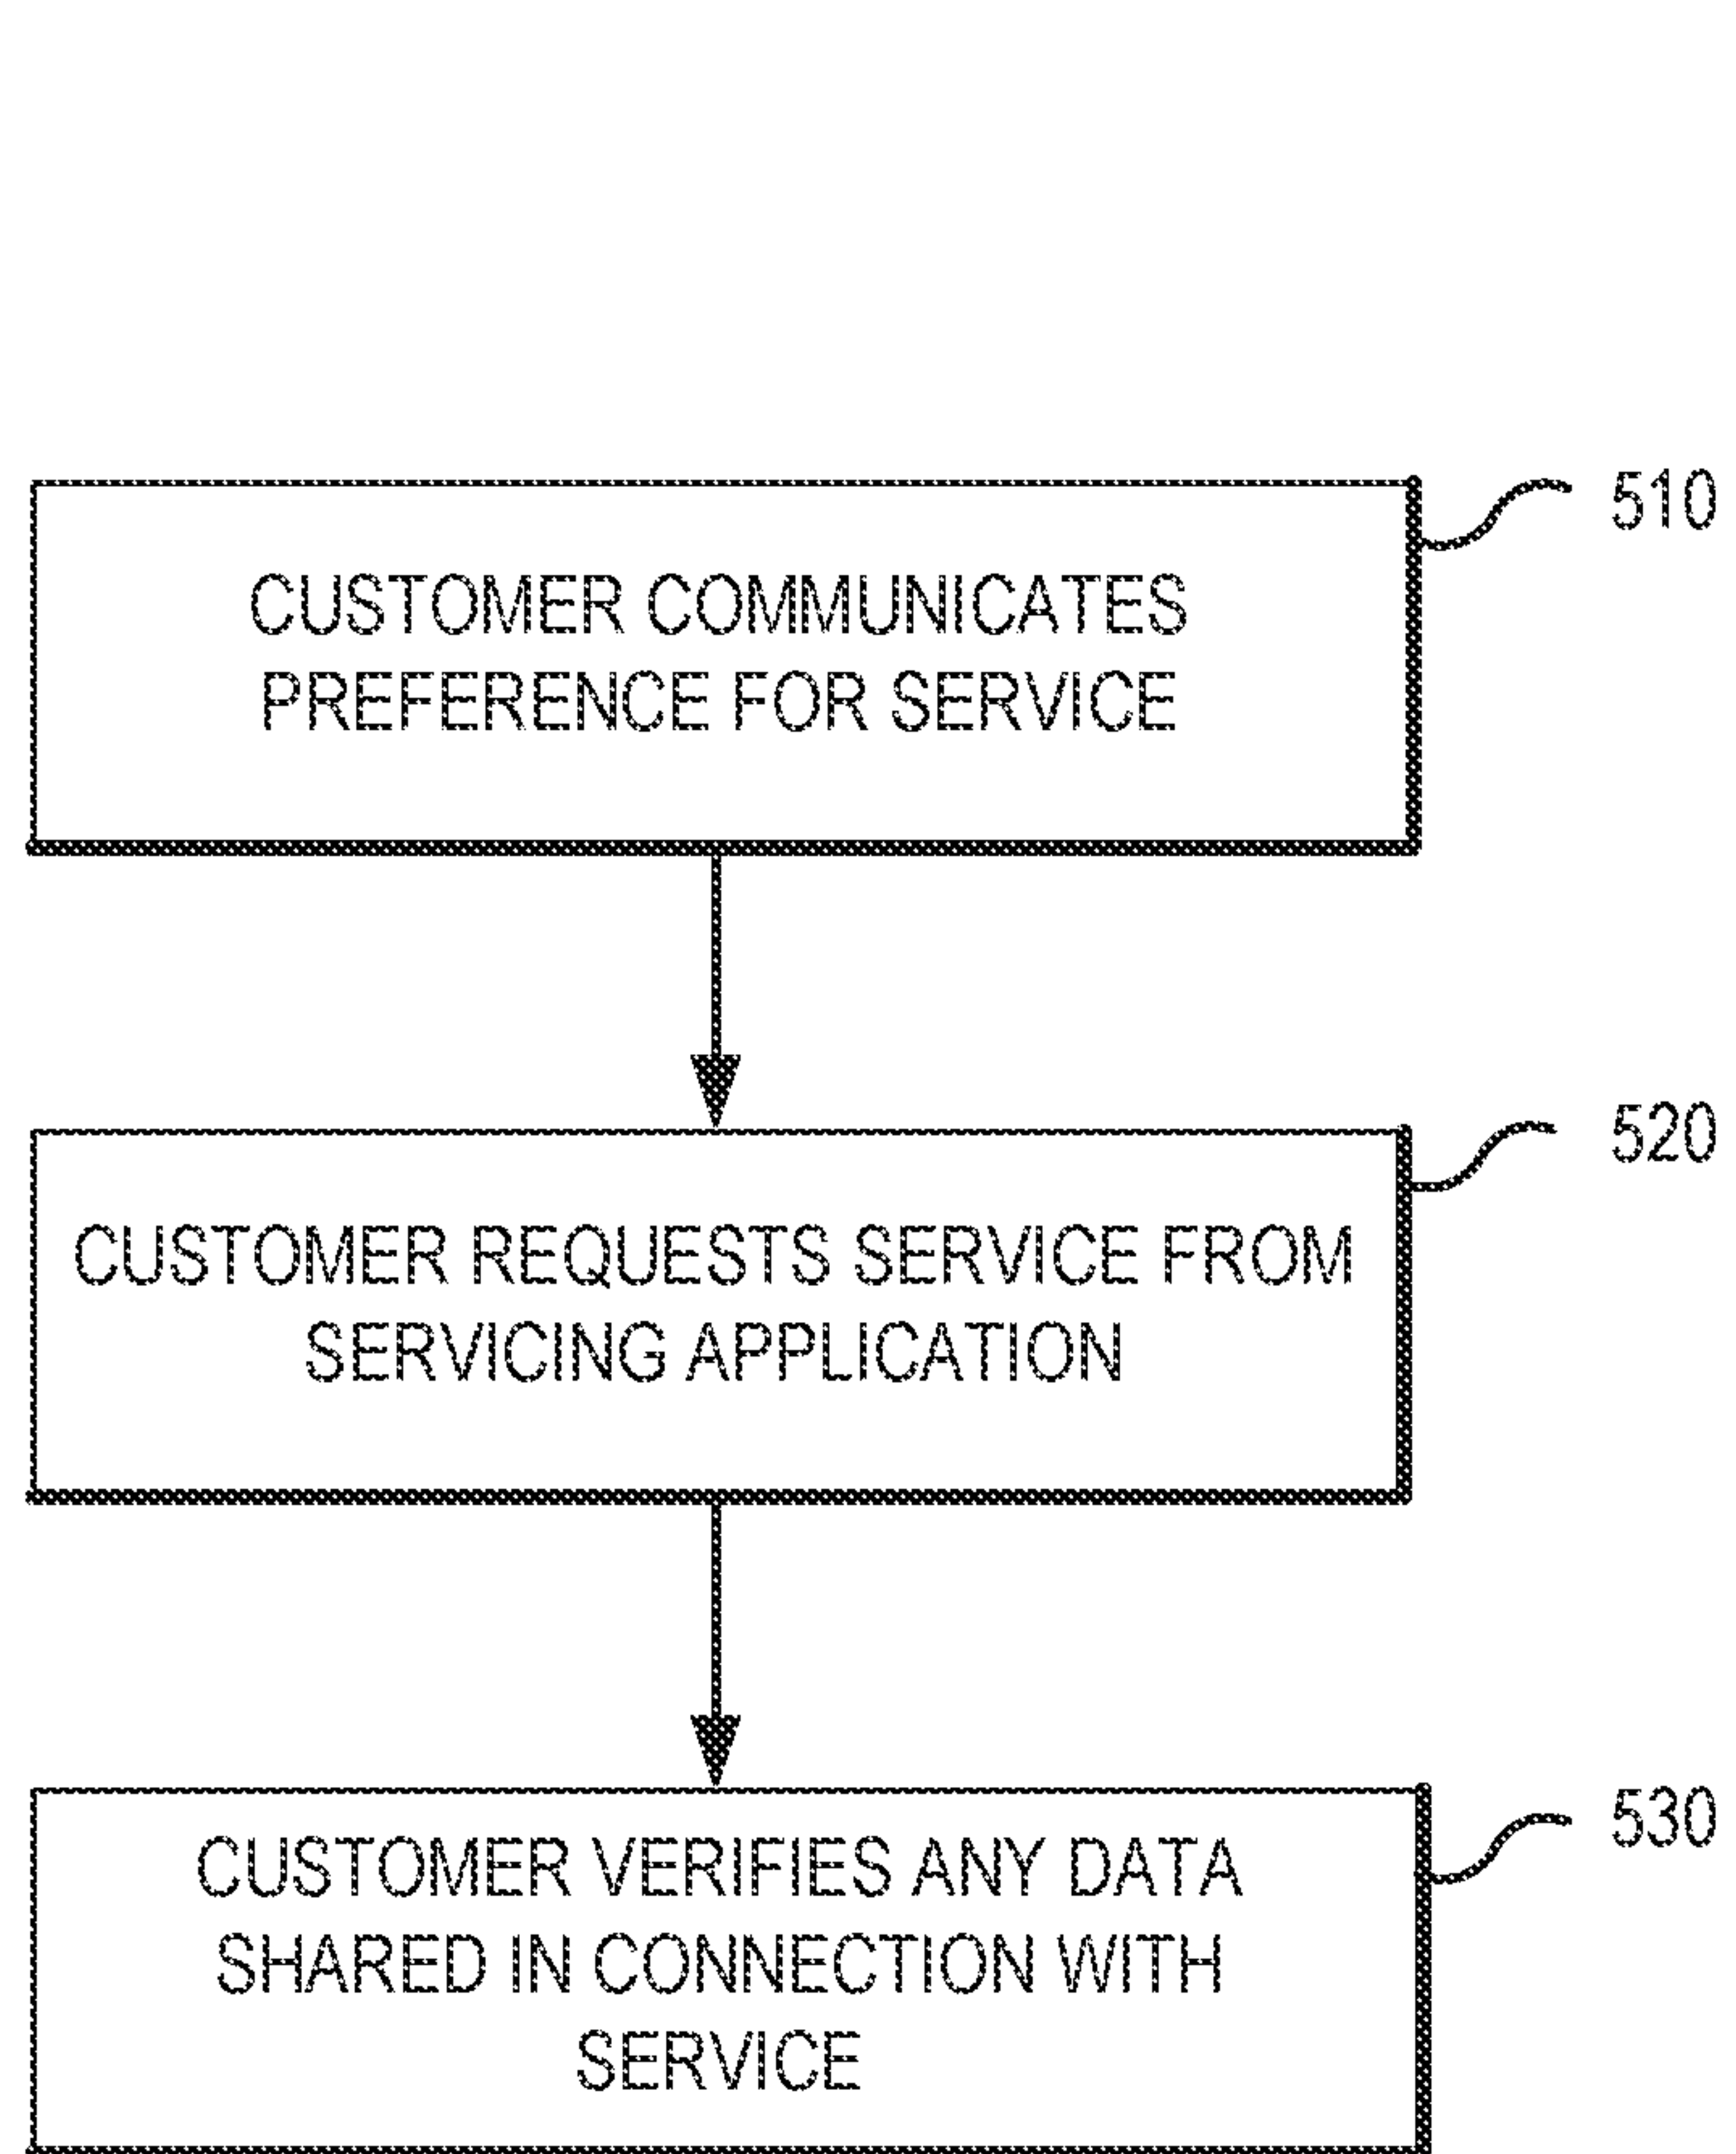 510
CUSTOMER COMMUNICATES
PREFERENCE FOR SERVICE
520
CUSTOMER REQUESTS SERVICE FROM
SERVICING APPLICATION
530
CUSTOMER VERIFIES ANY DATA
SHARED IN CONNECTION WITH
SERVICE